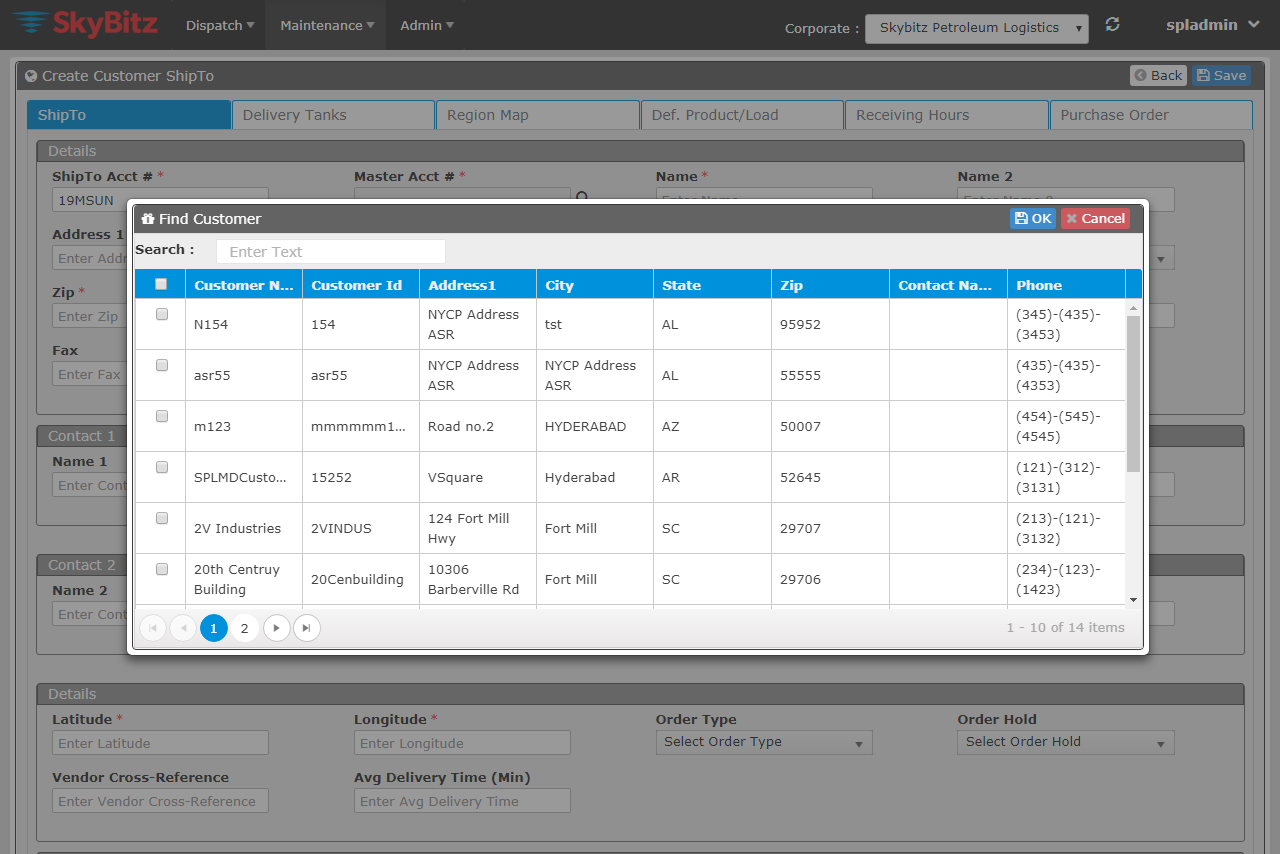 SkyBitz Dispatch Maintenance Admin Corporate : Skybitz Petroleum Logistics spladmin
Create Customer ShipTo Back Save
ShipTo Delivery Tanks Region Map Def. Product/Load Receiving Hours Purchase Order
Details
ShipTo Acct # * Master Acct # * Name * Name 2
19MSUN
Find Customer OK Cancel
Address 1
Search : Enter Text
Enter Addr
Customer N... Customer Id Address1 City State Zip Contact Na... Phone
Zip *
Enter Zip
N154 154 NYCP Address ASR tst AL 95952 (345)-(435)-(3453)
Fax
Enter Fax
asr55 asr55 NYCP Address ASR NYCP Address ASR AL 55555 (435)-(435)-(4353)
m123 mmmmmm1... Road no.2 HYDERABAD AZ 50007 (454)-(545)-(4545)
Contact 1
Name 1
Enter Cont
SPLMDCusto... 15252 VSquare Hyderabad AR 52645 (121)-(312)-(3131)
2V Industries 2VINDUS 124 Fort Mill Hwy Fort Mill SC 29707 (213)-(121)-(3132)
Contact 2
Name 2
Enter Cont
20th Centruy Building 20Cenbuilding 10306 Barberville Rd Fort Mill SC 29706 (234)-(123)-(1423)
1 2 1 - 10 of 14 items
Details
Latitude * Longitude * Order Type Order Hold
Enter Latitude Enter Longitude Select Order Type Select Order Hold
Vendor Cross-Reference Avg Delivery Time (Min)
Enter Vendor Cross-Reference Enter Avg Delivery Time